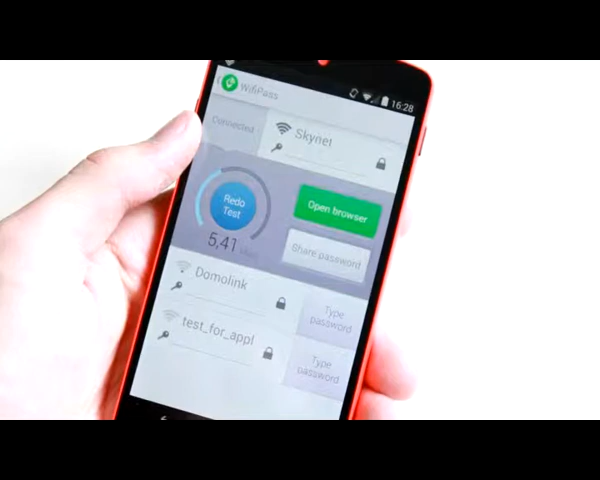 WifiPass
16:28
Connected
Skynet
Redo
Test
Open browser
5,41
Share password
Domolink
Type
password
test_for_appl
Type
password